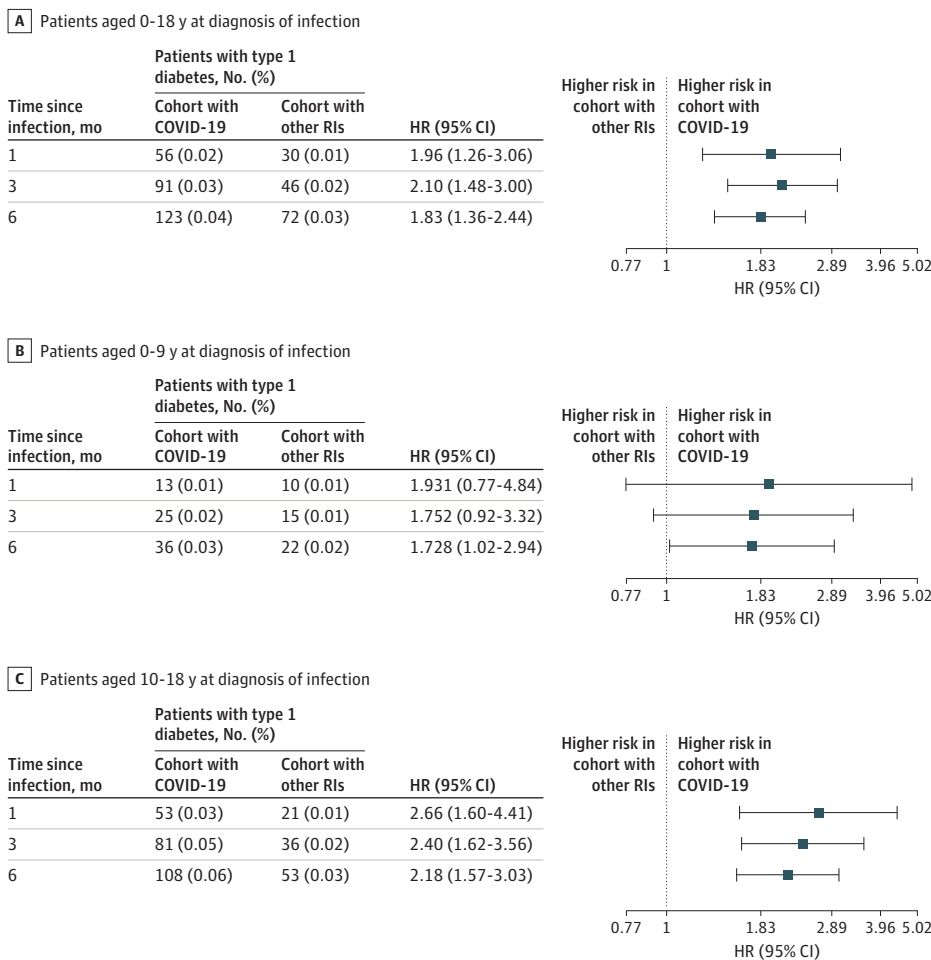 A Patients aged 0-18 y at diagnosis of infection
Patients with type 1
diabetes, No. (%)
Time since
infection, mo
Cohort with
COVID-19
Cohort with
other RIs
HR (95% CI)
Higher risk in
cohort with
other RIs
Higher risk in
cohort with
COVID-19
1 56 (0.02) 30 (0.01) 1.96 (1.26-3.06)
3 91 (0.03) 46 (0.02) 2.10 (1.48-3.00)
6 123 (0.04) 72 (0.03) 1.83 (1.36-2.44)
0.77 1 1.83 2.89 3.96 5.02
HR (95% CI)
B Patients aged 0-9 y at diagnosis of infection
Patients with type 1
diabetes, No. (%)
Time since
infection, mo
Cohort with
COVID-19
Cohort with
other RIs
HR (95% CI)
Higher risk in
cohort with
other RIs
Higher risk in
cohort with
COVID-19
1 13 (0.01) 10 (0.01) 1.931 (0.77-4.84)
3 25 (0.02) 15 (0.01) 1.752 (0.92-3.32)
6 36 (0.03) 22 (0.02) 1.728 (1.02-2.94)
0.77 1 1.83 2.89 3.96 5.02
HR (95% CI)
C Patients aged 10-18 y at diagnosis of infection
Patients with type 1
diabetes, No. (%)
Time since
infection, mo
Cohort with
COVID-19
Cohort with
other RIs
HR (95% CI)
Higher risk in
cohort with
other RIs
Higher risk in
cohort with
COVID-19
1 53 (0.03) 21 (0.01) 2.66 (1.60-4.41)
3 81 (0.05) 36 (0.02) 2.40 (1.62-3.56)
6 108 (0.06) 53 (0.03) 2.18 (1.57-3.03)
0.77 1 1.83 2.89 3.96 5.02
HR (95% CI)